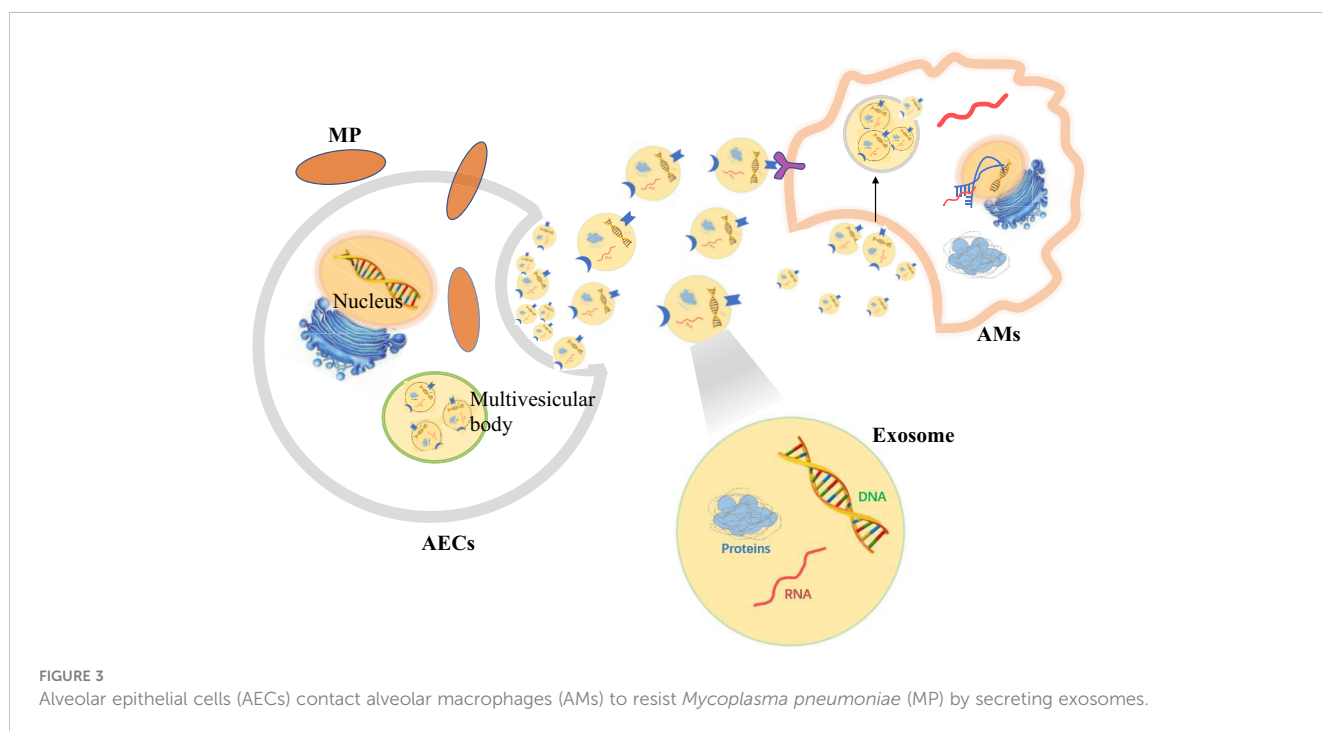 MP
Nucleus
Multivesicular
body
AECs
AMs
Exosome
DNA
Proteins
RNA
FIGURE 3
Alveolar epithelial cells (AECs) contact alveolar macrophages (AMs) to resist Mycoplasma pneumoniae (MP) by secreting exosomes.